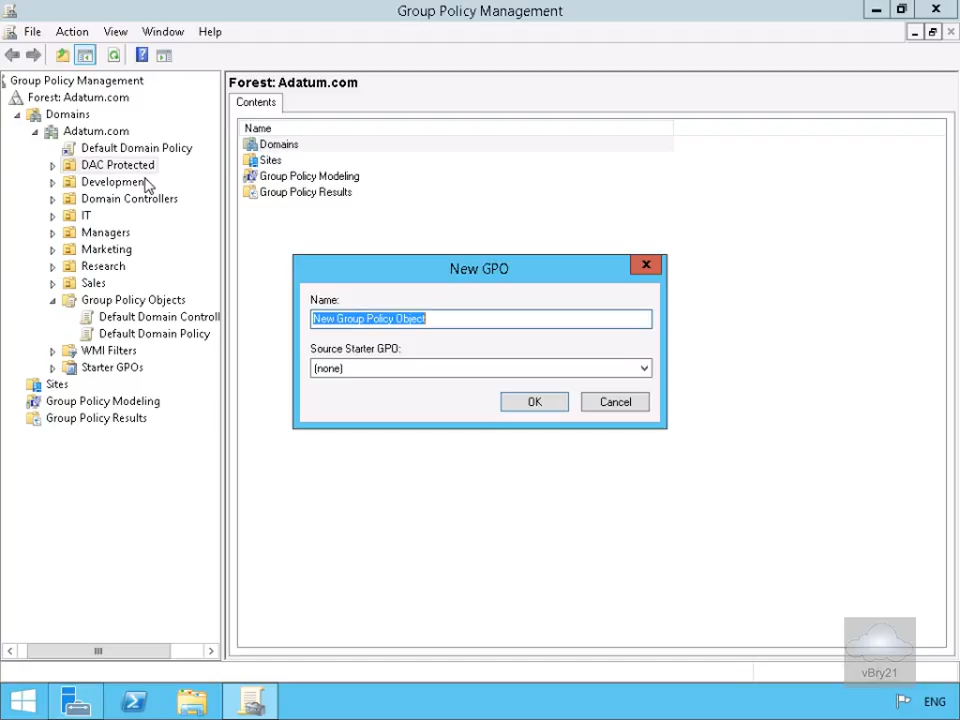 Group Policy Management
File Action View Window Help
Group Policy Management
Forest: Adatum.com
Domains
Adatum.com
Default Domain Policy
DAC Protected
Development
Domain Controllers
IT
Managers
Marketing
Research
Sales
Group Policy Objects
Default Domain Controll
Default Domain Policy
WMI Filters
Starter GPOs
Sites
Group Policy Modeling
Group Policy Results
Forest: Adatum.com
Contents
Name
Domains
Sites
Group Policy Modeling
Group Policy Results
New GPO
Name:
New Group Policy Object
Source Starter GPO:
(none)
OK Cancel
vBry21
ENG